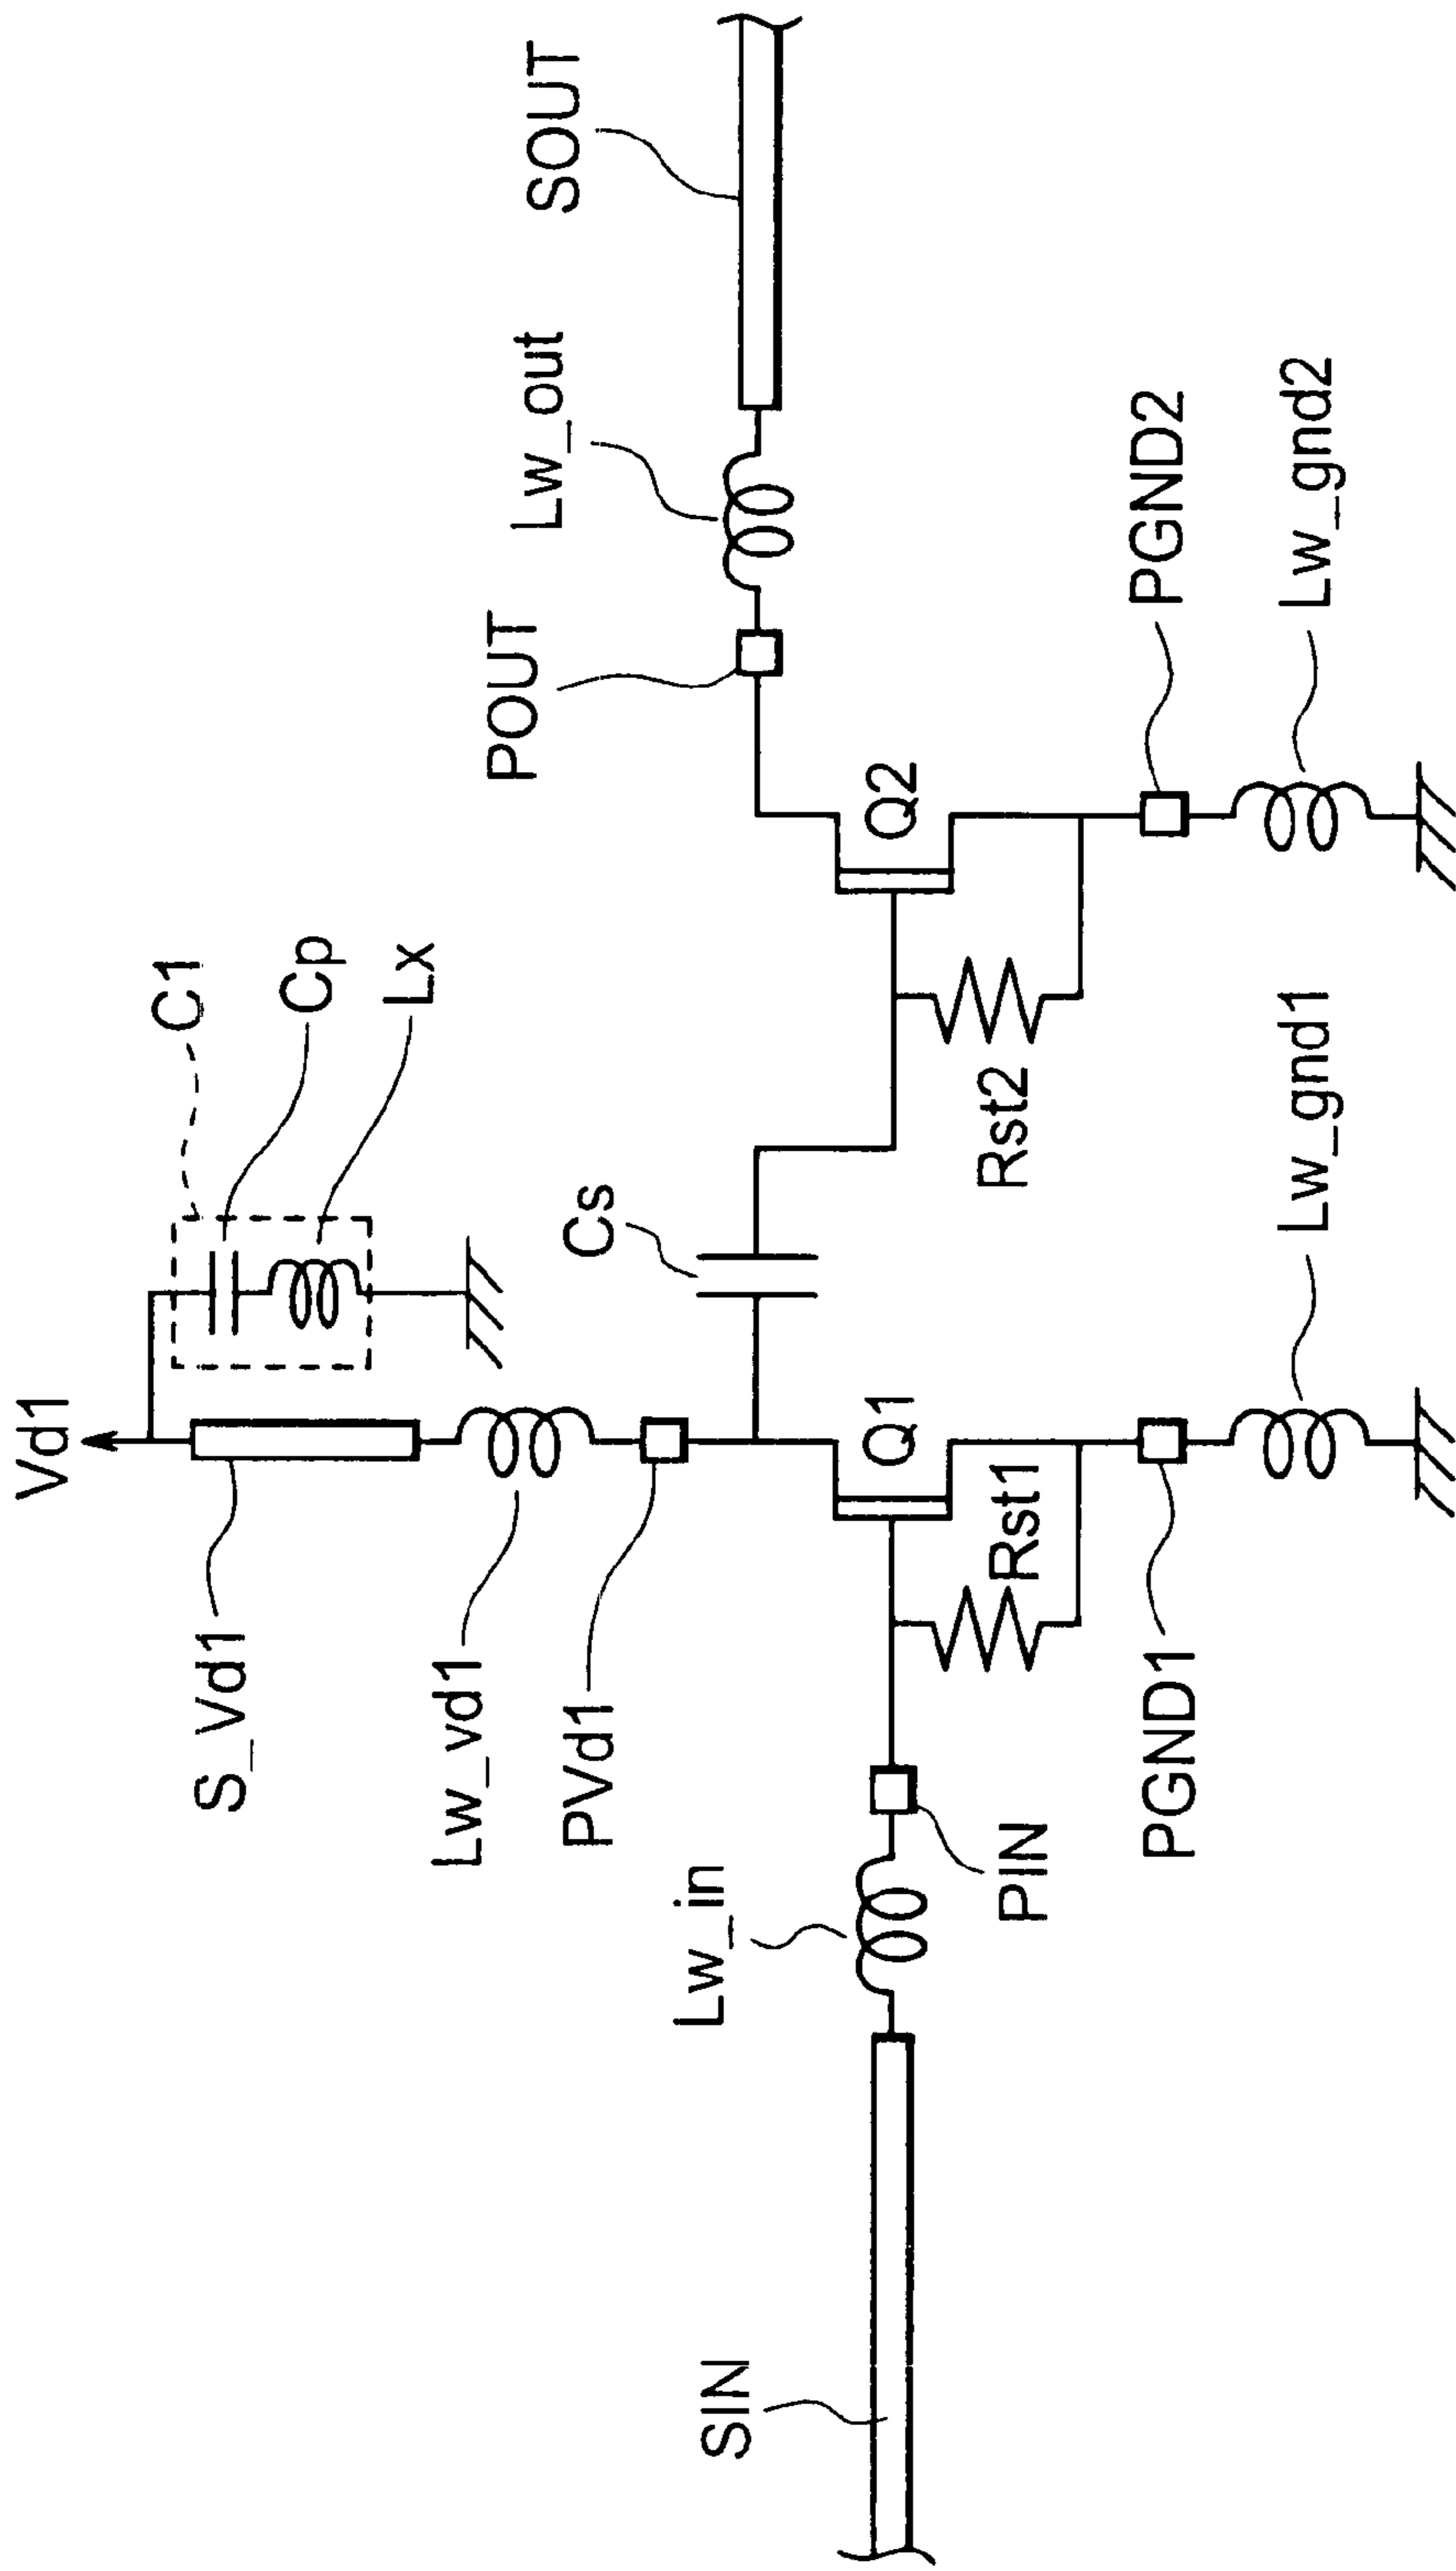 Vd1
C1
Cp
Lx
S_Vd1
Lw_vd1
PVd1
Cs
POUT
Lw_out
SOUT
Q1
Q2
Lw_in
SIN
PIN
Rst1
Rst2
PGND1
PGND2
Lw_gnd1
Lw_gnd2